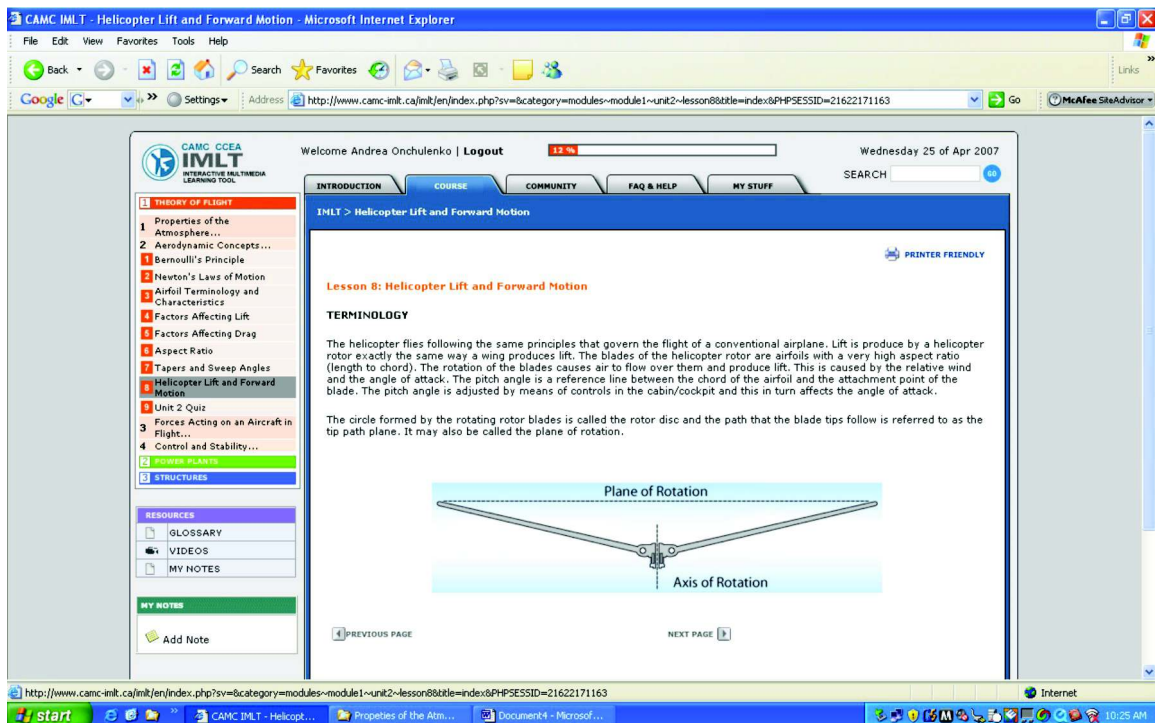 CAMC IMLT - Helicopter Lift and Forward Motion - Microsoft Internet Explorer
File Edit View Favorites Tools Help
Back Search Favorites Links
Google G Settings Address http://www.camc-imlt.ca/imlt/en/index.php?sv=&category=modules~module1~unit2~lesson8&title=index&PHPSESSID=21622171163 Go McAfee SiteAdvisor
CAMC CCEA
IMLT
INTERACTIVE MULTIMEDIA
LEARNING TOOL
Welcome Andrea Onchulenko | Logout 12 % Wednesday 25 of Apr 2007
SEARCH GO
INTRODUCTION COURSE COMMUNITY FAQ & HELP MY STUFF
IMLT > Helicopter Lift and Forward Motion
1 THEORY OF FLIGHT
1 Properties of the
Atmosphere...
2 Aerodynamic Concepts...
1 Bernoulli's Principle
2 Newton's Laws of Motion
3 Airfoil Terminology and
Characteristics
4 Factors Affecting Lift
5 Factors Affecting Drag
6 Aspect Ratio
7 Tapers and Sweep Angles
8 Helicopter Lift and Forward
Motion
9 Unit 2 Quiz
3 Forces Acting on an Aircraft in
Flight...
4 Control and Stability...
2 POWER PLANTS
3 STRUCTURES
RESOURCES
GLOSSARY
VIDEOS
MY NOTES
MY NOTES
Add Note
PRINTER FRIENDLY
Lesson 8: Helicopter Lift and Forward Motion
TERMINOLOGY
The helicopter flies following the same principles that govern the flight of a conventional airplane. Lift is produce by a helicopter
rotor exactly the same way a wing produces lift. The blades of the helicopter rotor are airfoils with a very high aspect ratio
(length to chord). The rotation of the blades causes air to flow over them and produce lift. This is caused by the relative wind
and the angle of attack. The pitch angle is a reference line between the chord of the airfoil and the attachment point of the
blade. The pitch angle is adjusted by means of controls in the cabin/cockpit and this in turn affects the angle of attack.
The circle formed by the rotating rotor blades is called the rotor disc and the path that the blade tips follow is referred to as the
tip path plane. It may also be called the plane of rotation.
Plane of Rotation
Axis of Rotation
PREVIOUS PAGE NEXT PAGE
http://www.camc-imlt.ca/imlt/en/index.php?sv=&category=modules~module1~unit2~lesson8&title=index&PHPSESSID=21622171163 Internet
start CAMC IMLT - Helicopt... Propeties of the Atm... Document4 - Microsof... 10:25 AM